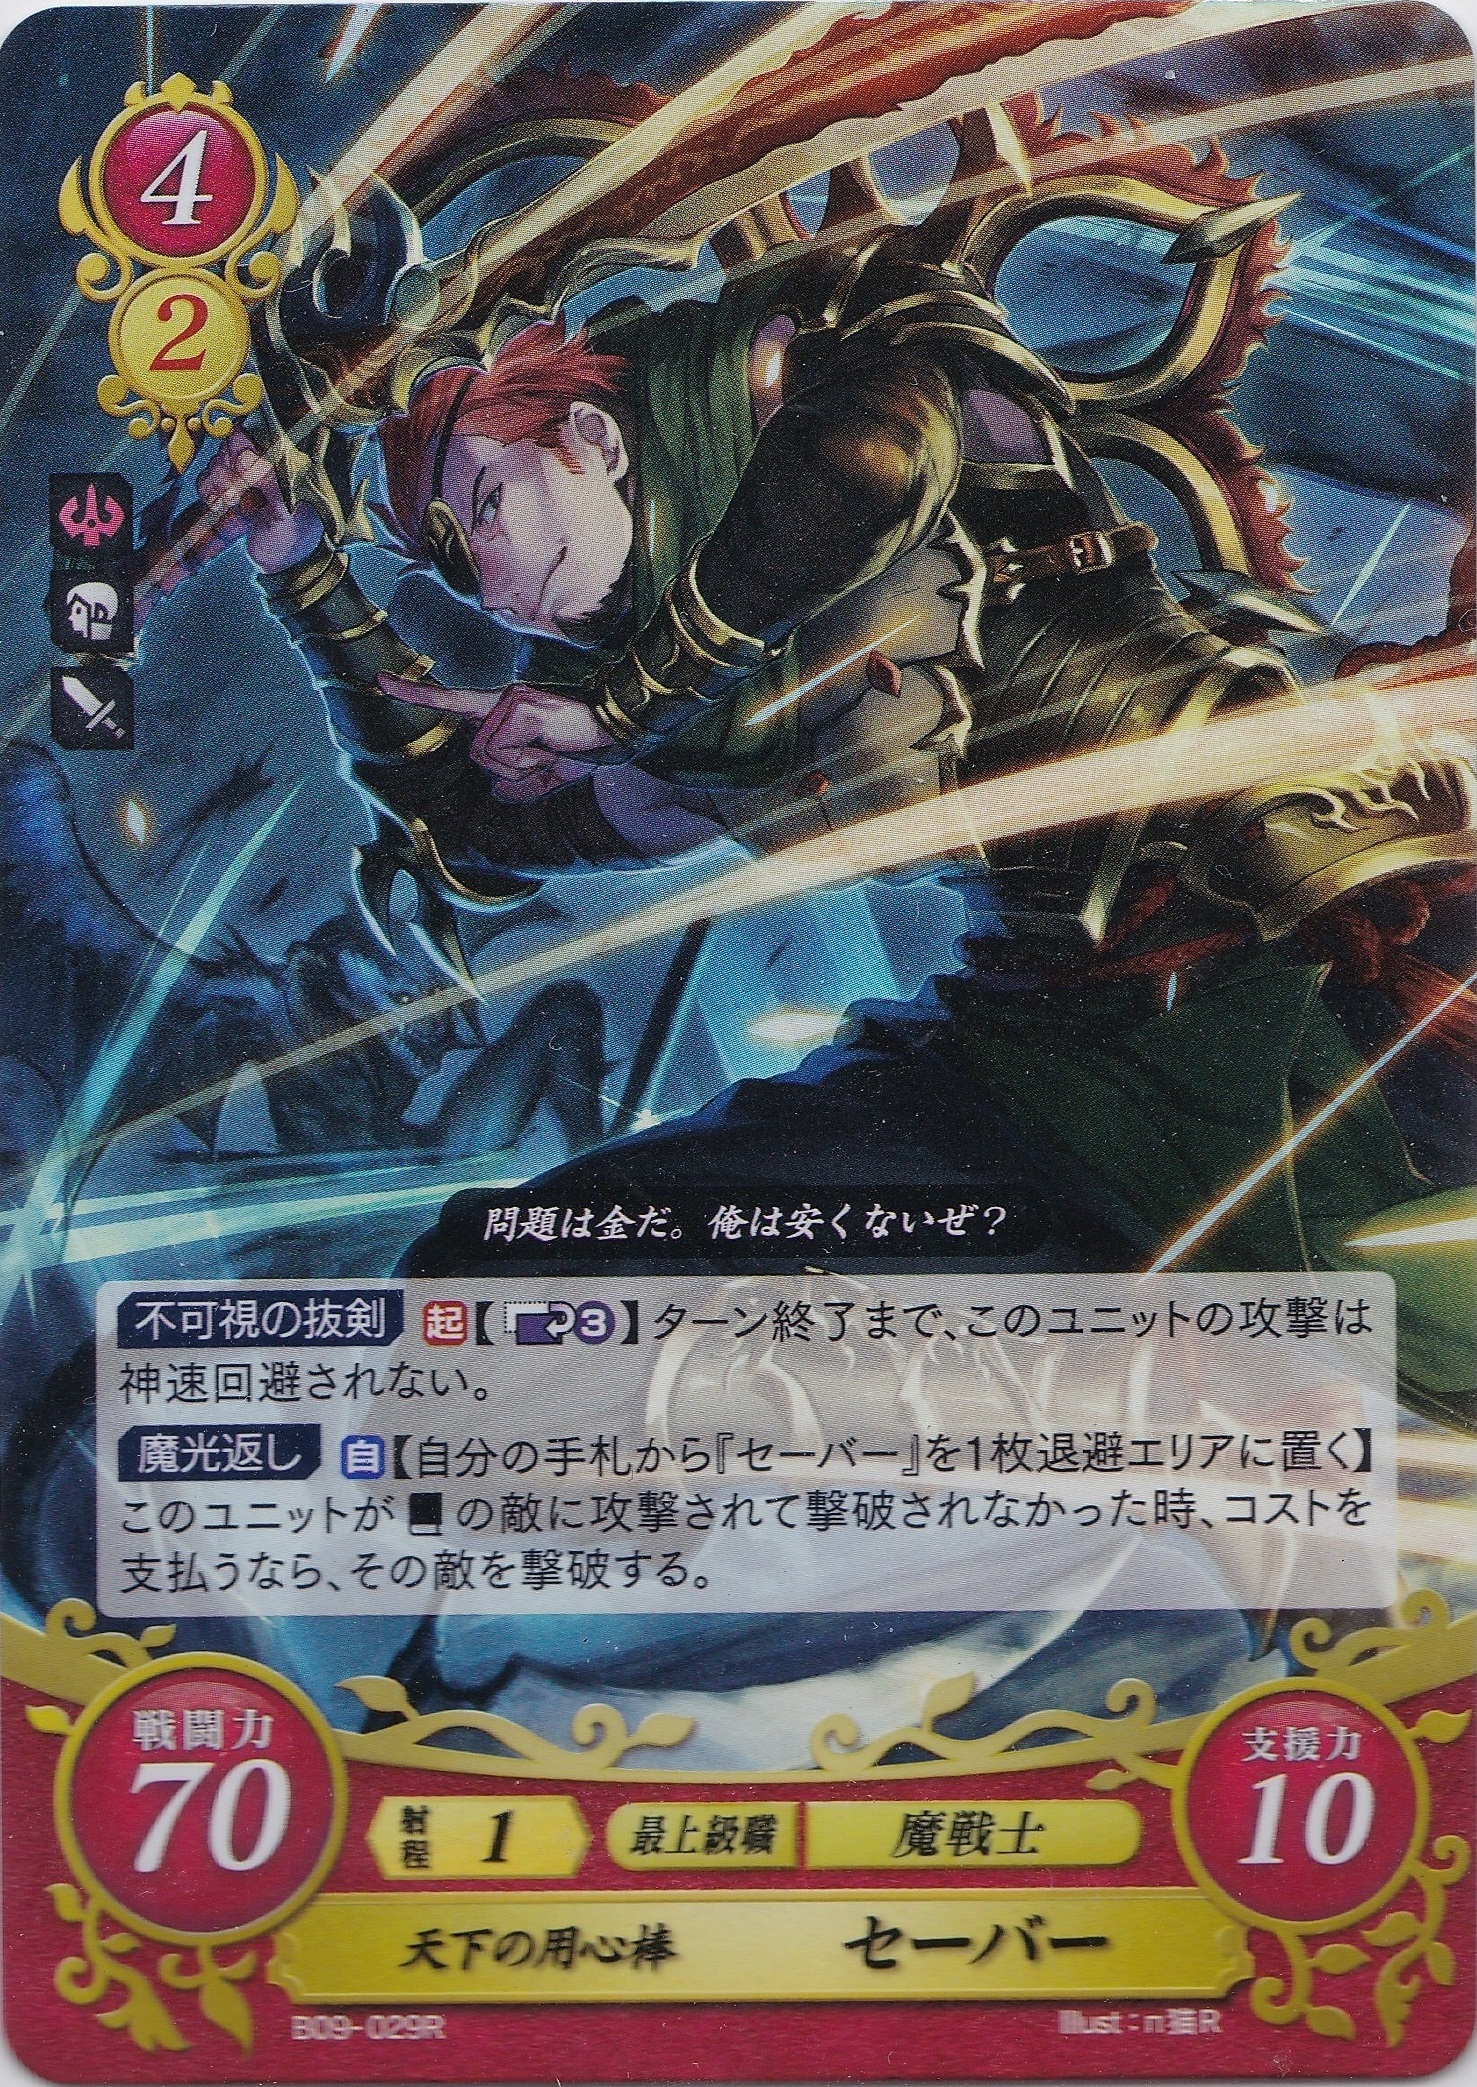 4
2
問題は金だ。俺は安くないぜ？
不可視の抜剣 起【 3】ターン終了まで、このユニットの攻撃は
神速回避されない。
魔光返し 自【自分の手札から『セーバー』を1枚退避エリアに置く】
このユニットが の敵に攻撃されて撃破されなかった時、コストを
支払うなら、その敵を撃破する。
戦闘力
70
射程 1
最上級職 魔戦士
支援力
10
天下の用心棒 セーバー
B09-029R
Illust：n猫R